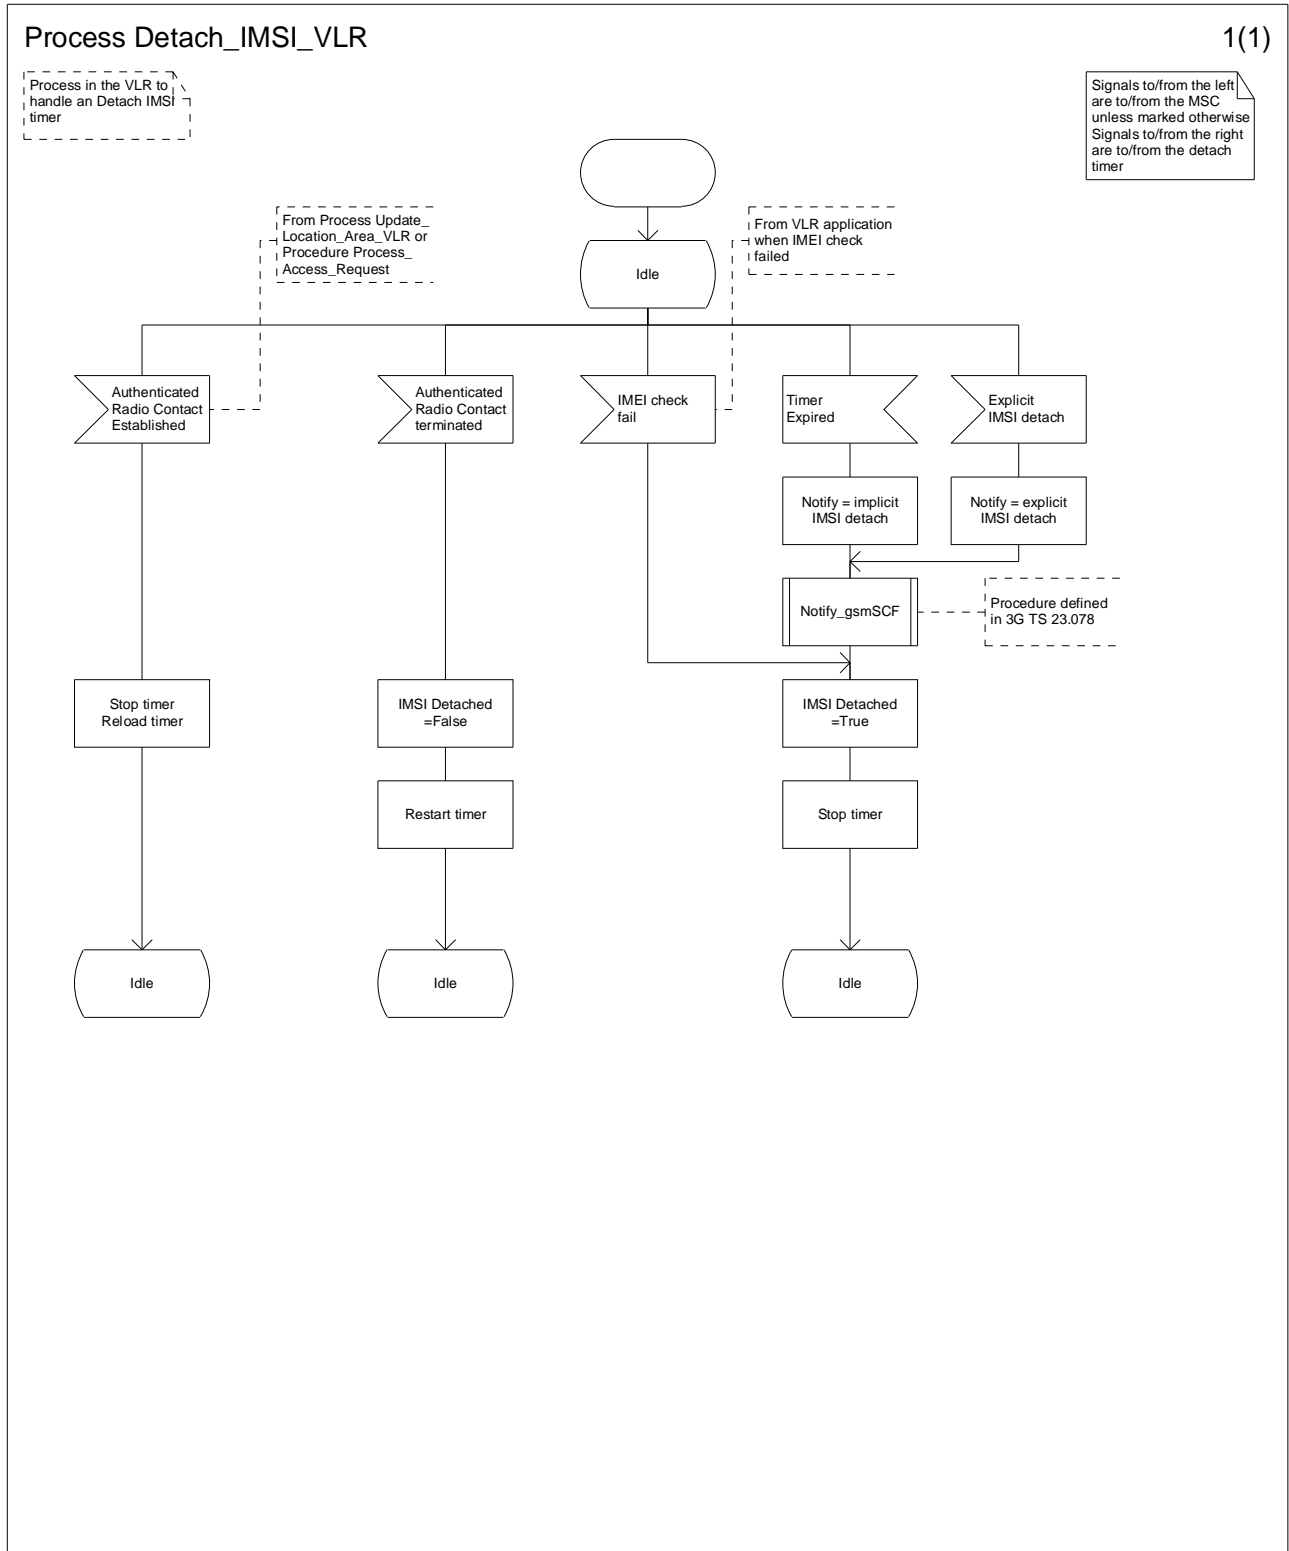 Process Detach_IMSI_VLR
1(1)
Process in the VLR to
handle an Detach IMSI
timer
Signals to/from the left
are to/from the MSC
unless marked otherwise
Signals to/from the right
are to/from the detach
timer
From Process Update_
Location_Area_VLR or
Procedure Process_
Access_Request
From VLR application
when IMEI check
failed
Idle
Authenticated
Radio Contact
Established
Authenticated
Radio Contact
terminated
IMEI check
fail
Timer
Expired
Explicit
IMSI detach
Notify = implicit
IMSI detach
Notify = explicit
IMSI detach
Notify_gsmSCF
Procedure defined
in 3G TS 23.078
Stop timer
Reload timer
IMSI Detached
=False
IMSI Detached
=True
Restart timer
Stop timer
Idle
Idle
Idle